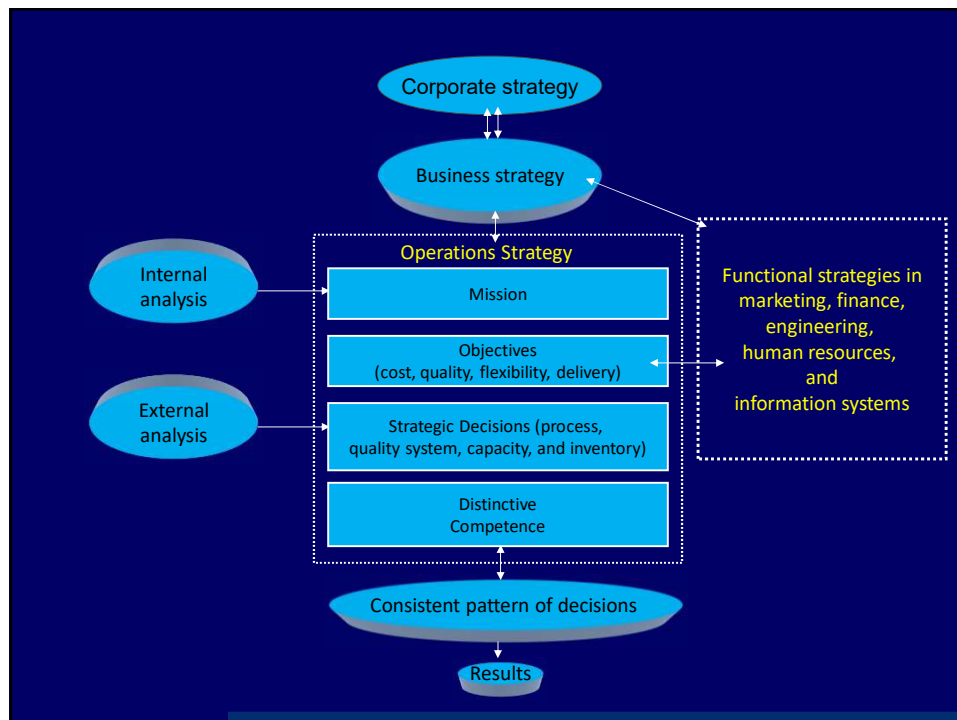 Corporate strategy
Business strategy
Operations Strategy
Internal
analysis
Mission
Functional strategies in
marketing, finance,
engineering,
human resources,
and
information systems
Objectives
(cost, quality, flexibility, delivery)
External
analysis
Strategic Decisions (process,
quality system, capacity, and inventory)
Distinctive
Competence
Consistent pattern of decisions
Results